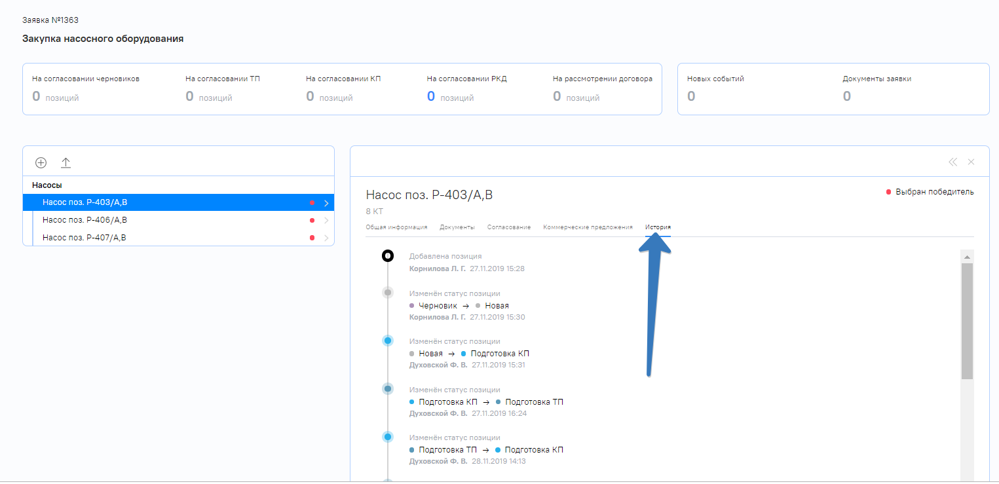 Заявка №1363
Закупка насосного оборудования
На согласовании черновиков
0 позиций
На согласовании ТП
0 позиций
На согласовании КП
0 позиций
На согласовании РКД
0 позиций
На рассмотрении договора
0 позиций
Новых событий
0
Документы заявки
0
Насосы
Насос поз. Р-403/А,В
Насос поз. Р-406/А,В
Насос поз. Р-407/А,В
Насос поз. Р-403/А,В
Выбран победитель
8 КТ
Общая информация Документы Согласование Коммерческие предложения История
Добавлена позиция
Корнилова Л. Г. 27.11.2019 15:28
Изменён статус позиции
Черновик → Новая
Корнилова Л. Г. 27.11.2019 15:30
Изменён статус позиции
Новая → Подготовка КП
Духовской Ф. В. 27.11.2019 15:31
Изменён статус позиции
Подготовка КП → Подготовка ТП
Духовской Ф. В. 27.11.2019 16:24
Изменён статус позиции
Подготовка ТП → Подготовка КП
Духовской Ф. В. 28.11.2019 14:13